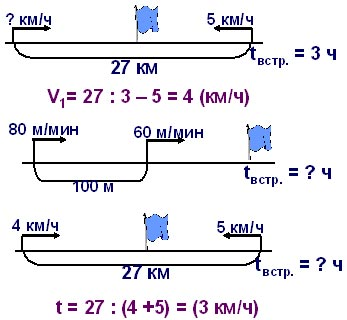 ? км/ч 5 км/ч
tвстр. = 3 ч
27 км
V₁= 27 : 3 – 5 = 4 (км/ч)
80 м/мин 60 м/мин
tвстр. = ? ч
100 м
4 км/ч 5 км/ч
tвстр. = ? ч
27 км
t = 27 : (4 +5) = (3 км/ч)